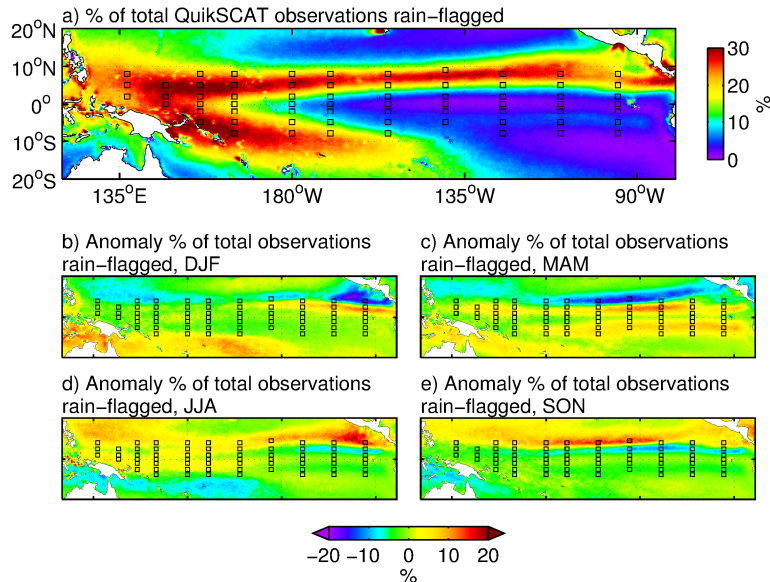 a) % of total QuikSCAT observations rain−flagged
20°N
10°N
0°
10°S
20°S
135°E 180°W 135°W 90°W
30
20
10
0
%
b) Anomaly % of total observations
rain−flagged, DJF
c) Anomaly % of total observations
rain−flagged, MAM
d) Anomaly % of total observations
rain−flagged, JJA
e) Anomaly % of total observations
rain−flagged, SON
−20 −10 0 10 20
%